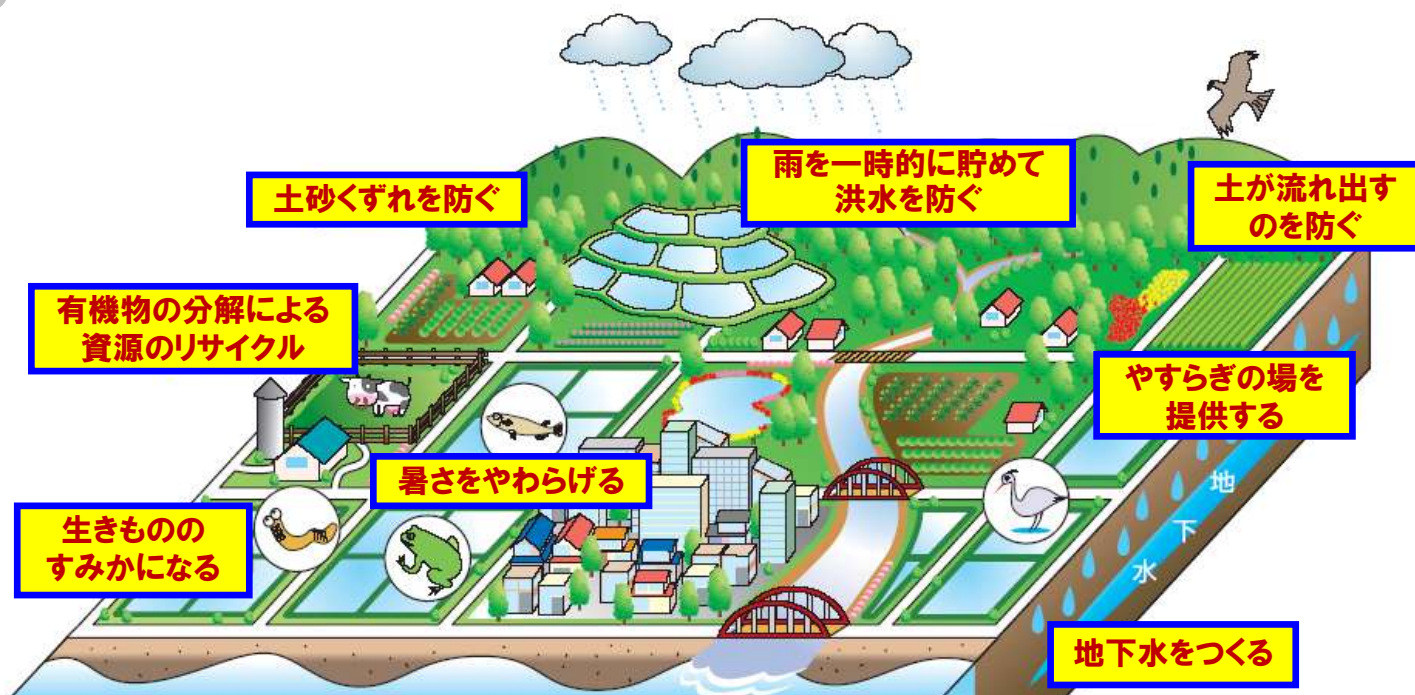 雨を一時的に貯めて
洪水を防ぐ
土砂くずれを防ぐ
土が流れ出す
のを防ぐ
有機物の分解による
資源のリサイクル
やすらぎの場を
提供する
暑さをやわらげる
生きものの
すみかになる
地下水
地下水をつくる